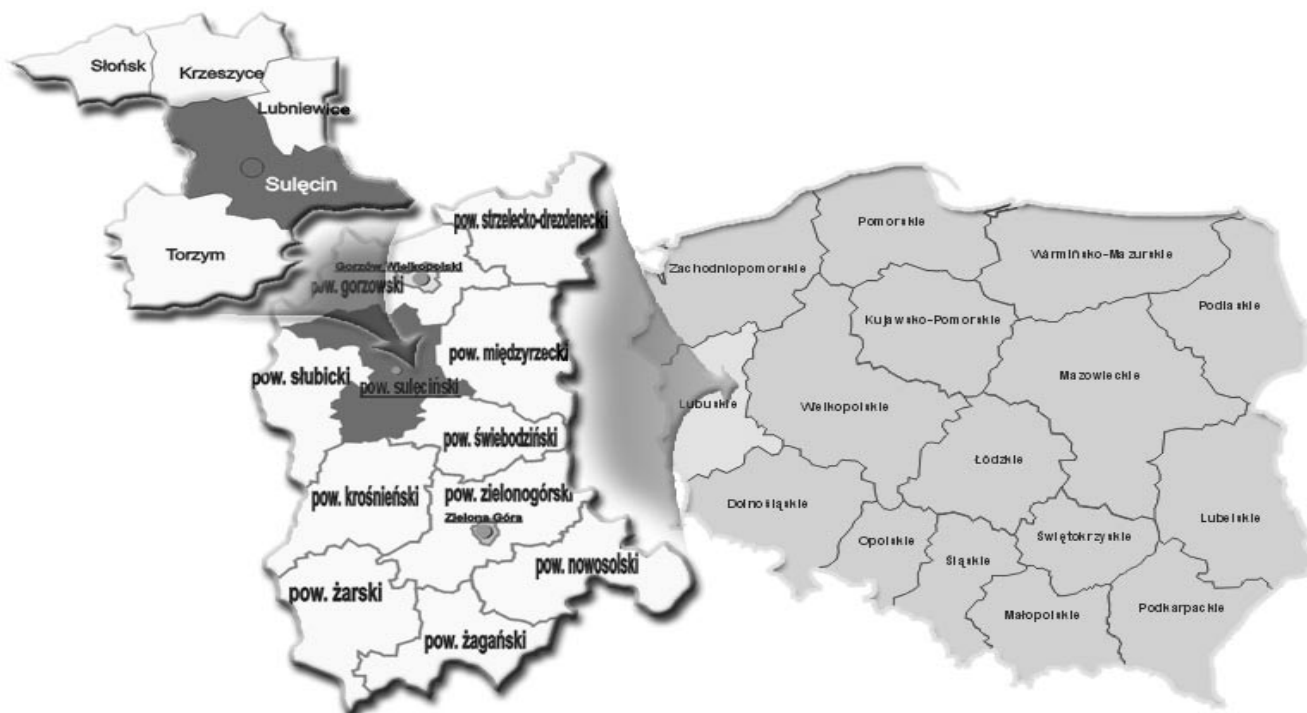 Słońsk
Krzeszyce
Lubniewice
Sulęcin
Torzym
pow. strzelecko-drezdenecki
Gorzów Wielkopolski
pow. gorzowski
pow. międzyrzecki
pow. słubicki
pow. sulęciński
pow. świebodziński
pow. krośnieński
pow. zielonogórski
Zielona Góra
pow. nowosolski
pow. żarski
pow. żagański
Pomorskie
Zachodniopomorskie
Warmińsko-Mazurskie
Podlaskie
Kujawsko-Pomorskie
Mazowieckie
Lubuskie
Wielkopolskie
Łódzkie
Dolnośląskie
Lubelskie
Opolskie
Śląskie
Świętokrzyskie
Małopolskie
Podkarpackie